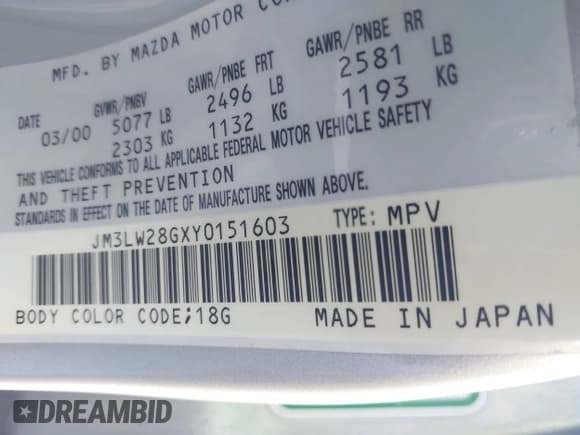 MFD. BY MAZDA MOTOR
DATE GVWR/PNBV GAWR/PNBE FRT GAWR/PNBE RR
03/00 5077 LB 2496 LB 2581 LB
2303 KG 1132 KG 1193 KG
THIS VEHICLE CONFORMS TO ALL APPLICABLE FEDERAL MOTOR VEHICLE SAFETY
AND THEFT PREVENTION
STANDARDS IN EFFECT ON THE DATE OF MANUFACTURE SHOWN ABOVE.
JM3LW28GXY0151603 TYPE: MPV
BODY COLOR CODE;18G MADE IN JAPAN
DREAMBID